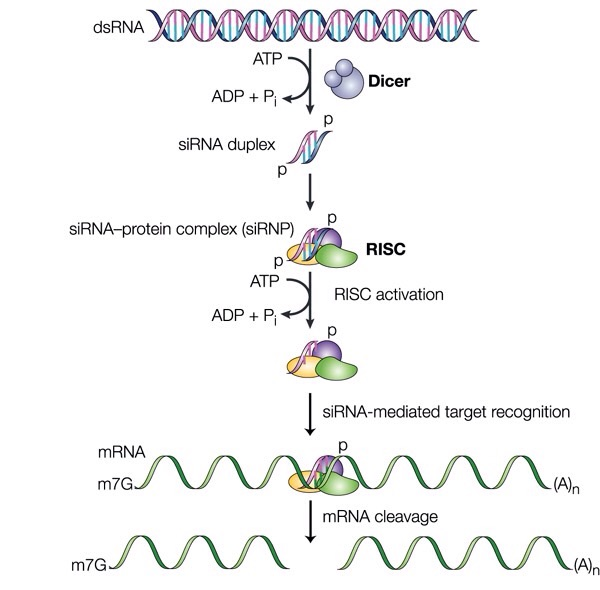 dsRNA
ATP
Dicer
ADP + Pi
p
siRNA duplex
p
p
siRNA–protein complex (siRNP)
RISC
p
ATP
RISC activation
ADP + Pi
p
siRNA-mediated target recognition
p
mRNA
m7G
(A)n
mRNA cleavage
m7G
(A)n